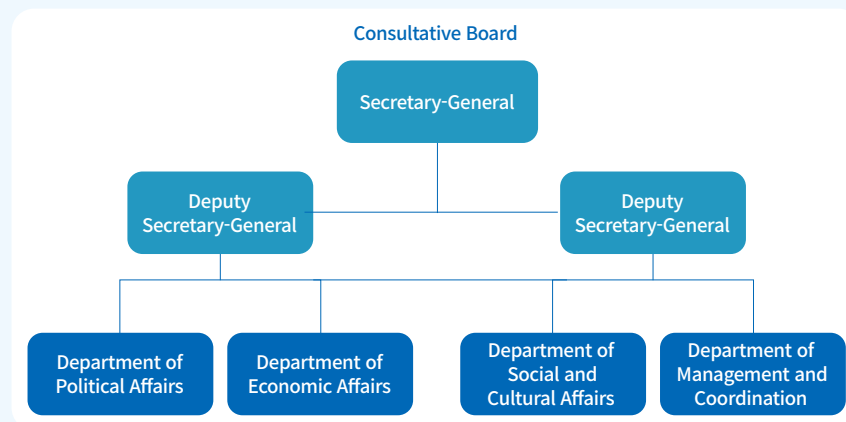 Consultative Board
Secretary-General
Deputy
Secretary-General
Deputy
Secretary-General
Department of
Political Affairs
Department of
Economic Affairs
Department of
Social and
Cultural Affairs
Department of
Management and
Coordination